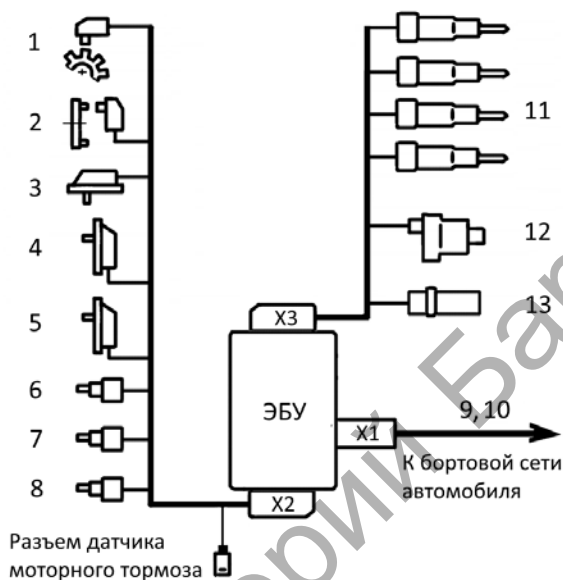 1
2
3
4
5
6
7
8
11
12
13
X3
ЭБУ
X1
9,10
К бортовой сети
автомобиля
X2
Разъем датчика
моторного тормоза